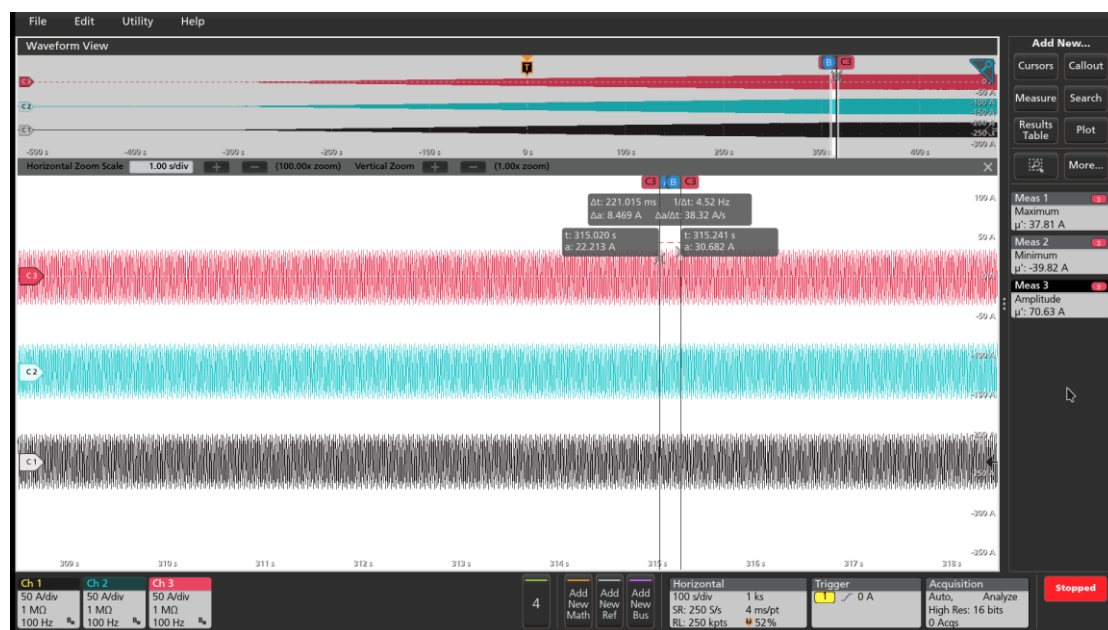 File Edit Utility Help
Waveform View
Add New...
Cursors Callout
Measure Search
Results Table Plot
More...
T
B C3
C3
0 A
-50 A
C2
-100 A
-150 A
C1
-200 A
-250 A
-300 A
-500 s -400 s -300 s -200 s -100 s 0 s 100 s 200 s 300 s 400 s
Horizontal Zoom Scale 1.00 s/div + - (100.00x zoom) Vertical Zoom + - (1.00x zoom)
C3 B C3
Δt: 221.015 ms 1/Δt: 4.52 Hz
Δa: 8.469 A Δa/Δt: 38.32 A/s
t: 315.020 s
a: 22.213 A
t: 315.241 s
a: 30.682 A
100 A
50 A
C3
0 A
-50 A
-100 A
C2
-150 A
-200 A
C1
-250 A
-300 A
-350 A
309 s 310 s 311 s 312 s 313 s 314 s 315 s 316 s 317 s 318 s
Meas 1 3
Maximum
μ': 37.81 A
Meas 2 3
Minimum
μ': -39.82 A
Meas 3 3
Amplitude
μ': 70.63 A
Ch 1
50 A/div
1 MΩ
100 Hz
Ch 2
50 A/div
1 MΩ
100 Hz
Ch 3
50 A/div
1 MΩ
100 Hz
4
Add New Math
Add New Ref
Add New Bus
Horizontal
100 s/div 1 ks
SR: 250 S/s 4 ms/pt
RL: 250 kpts 52%
Trigger
1 0 A
Acquisition
Auto, Analyze
High Res: 16 bits
0 Acqs
Stopped